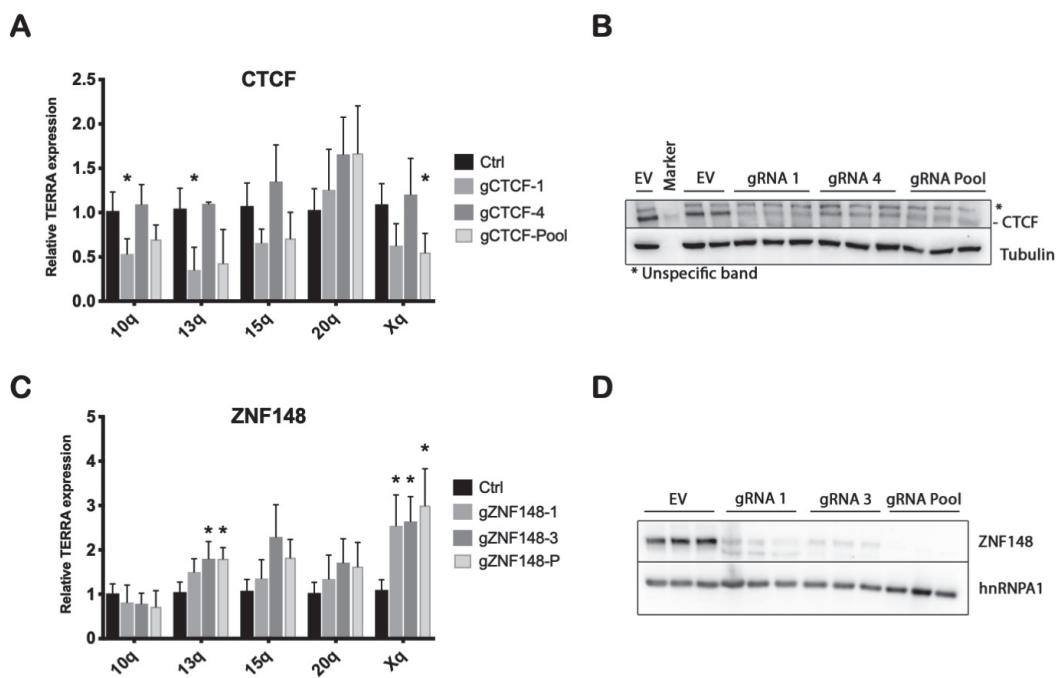 A
CTCF
Relative TERRA expression
2.5
2.0
1.5
1.0
0.5
0.0
* * *
10q 13q 15q 20q Xq
Ctrl
gCTCF-1
gCTCF-4
gCTCF-Pool
B
EV Marker EV gRNA 1 gRNA 4 gRNA Pool
*
- CTCF
Tubulin
* Unspecific band
C
ZNF148
Relative TERRA expression
5
4
3
2
1
0
* * * * *
10q 13q 15q 20q Xq
Ctrl
gZNF148-1
gZNF148-3
gZNF148-P
D
EV gRNA 1 gRNA 3 gRNA Pool
ZNF148
hnRNPA1